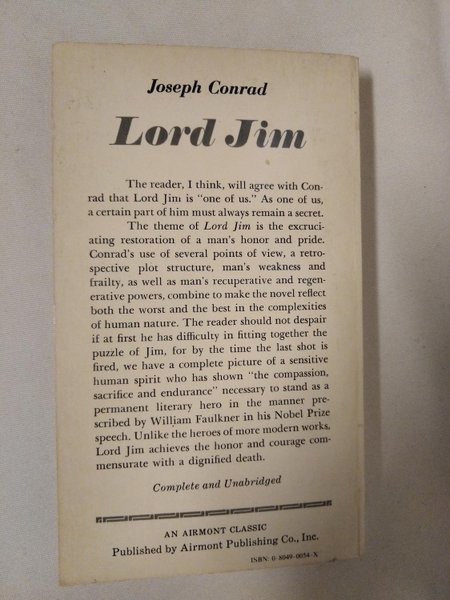 Joseph Conrad
Lord Jim
The reader, I think, will agree with Con-
rad that Lord Jim is "one of us." As one of us,
a certain part of him must always remain a secret.
The theme of Lord Jim is the excruci-
ating restoration of a man's honor and pride.
Conrad's use of several points of view, a retro-
spective plot structure, man's weakness and
frailty, as well as man's recuperative and regen-
erative powers, combine to make the novel reflect
both the worst and the best in the complexities
of human nature. The reader should not despair
if at first he has difficulty in fitting together the
puzzle of Jim, for by the time the last shot is
fired, we have a complete picture of a sensitive
human spirit who has shown "the compassion,
sacrifice and endurance" necessary to stand as a
permanent literary hero in the manner pre-
scribed by William Faulkner in his Nobel Prize
speech. Unlike the heroes of more modern works,
Lord Jim achieves the honor and courage com-
mensurate with a dignified death.
Complete and Unabridged
AN AIRMONT CLASSIC
Published by Airmont Publishing Co., Inc.
ISBN: 0-8049-0054-X